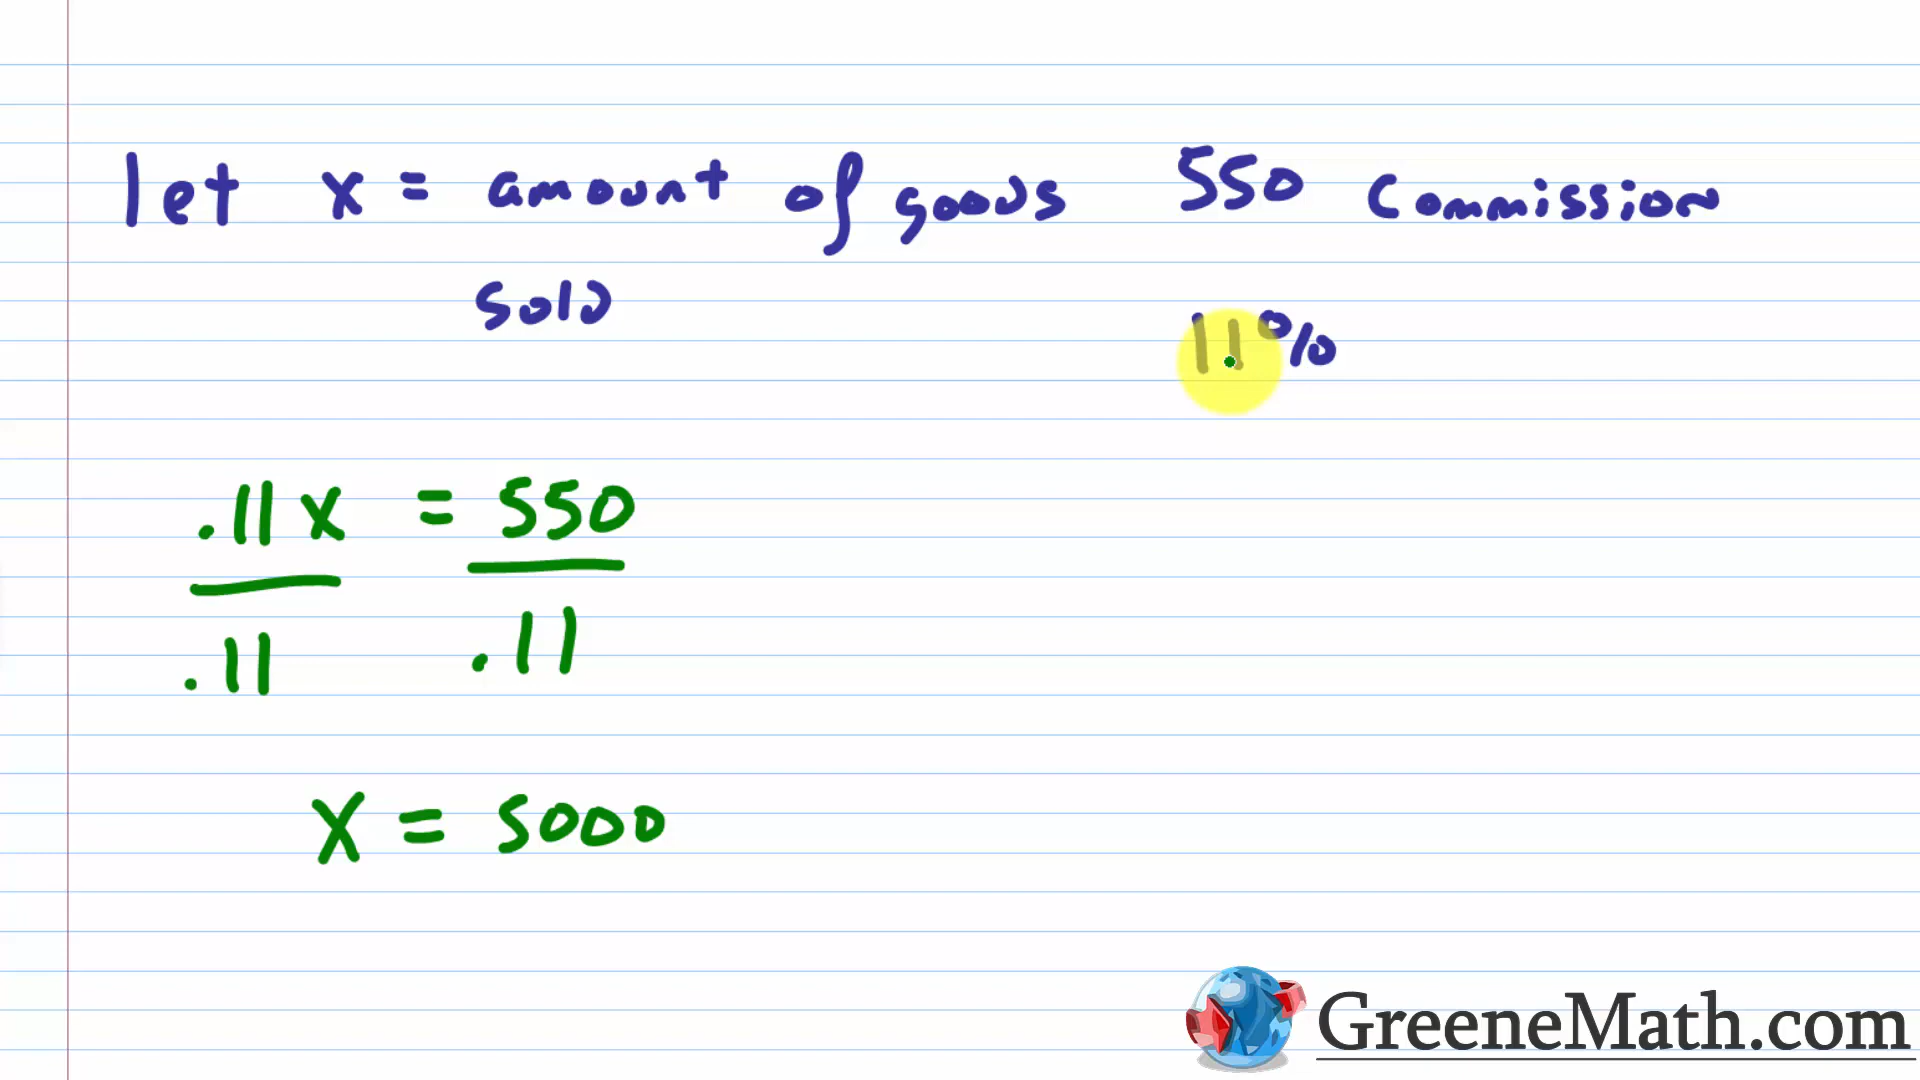 let x = amount of goods 550 commission
sold
11%
.11x = 550
.11 .11
x = 5000
GreeneMath.com